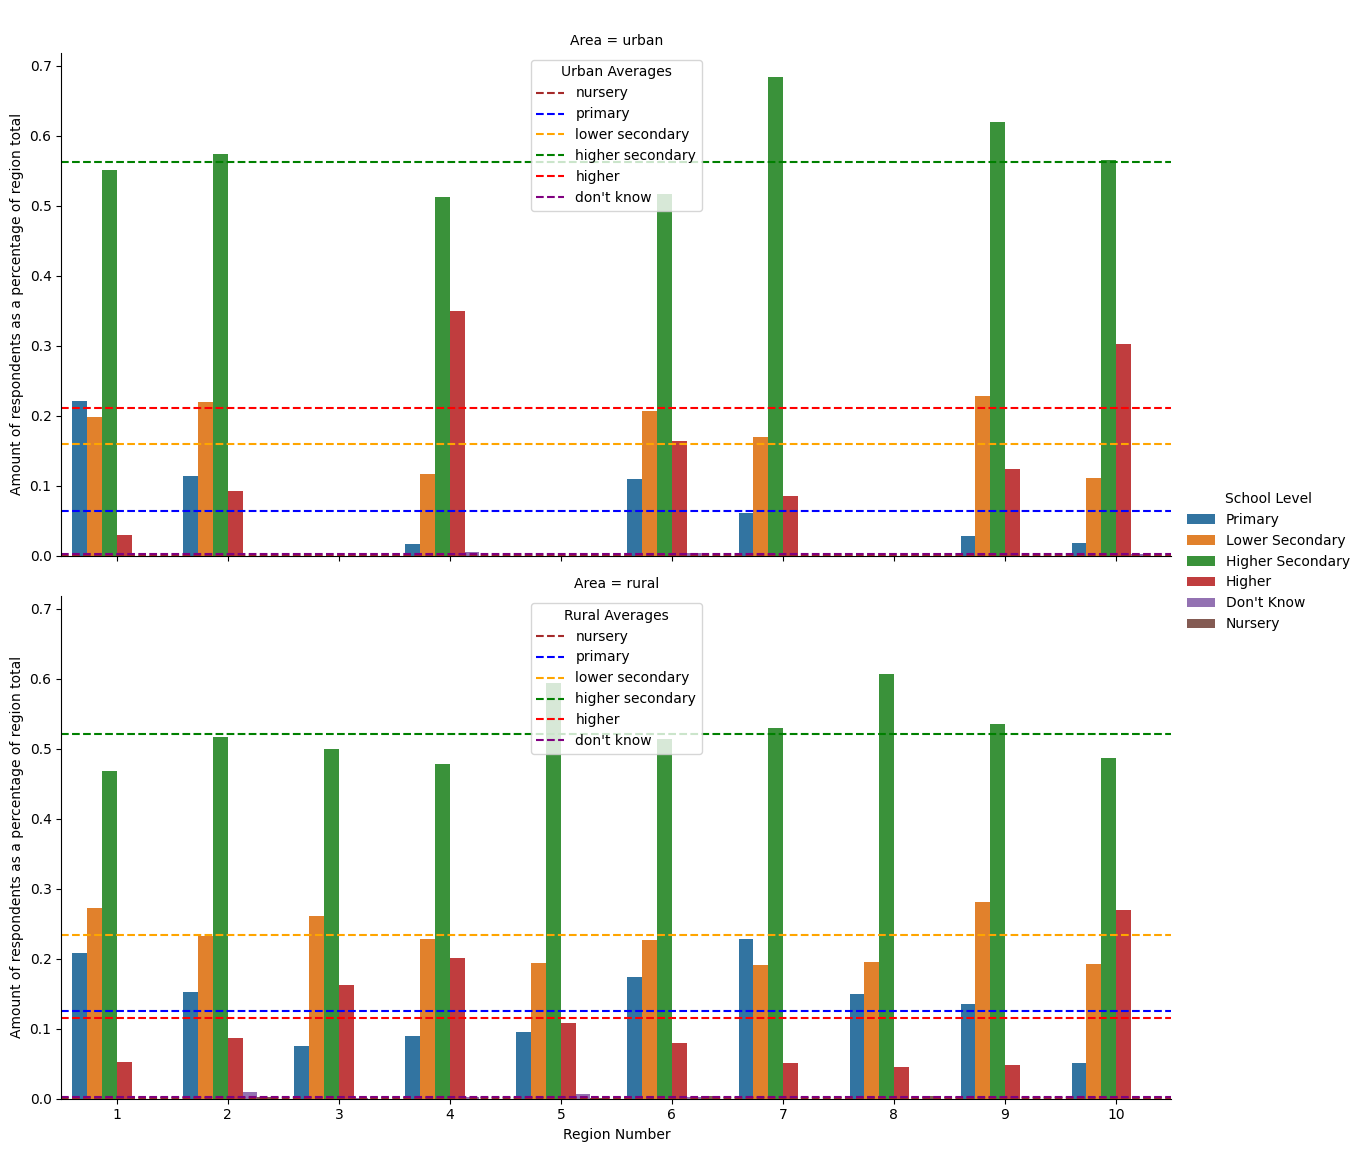 Area = urban
Urban Averages
nursery
primary
lower secondary
higher secondary
higher
don't know
Amount of respondents as a percentage of region total
0.7
0.6
0.5
0.4
0.3
0.2
0.1
0.0
School Level
Primary
Lower Secondary
Higher Secondary
Higher
Don't Know
Nursery
Area = rural
Rural Averages
nursery
primary
lower secondary
higher secondary
higher
don't know
Amount of respondents as a percentage of region total
0.7
0.6
0.5
0.4
0.3
0.2
0.1
0.0
1 2 3 4 5 6 7 8 9 10
Region Number